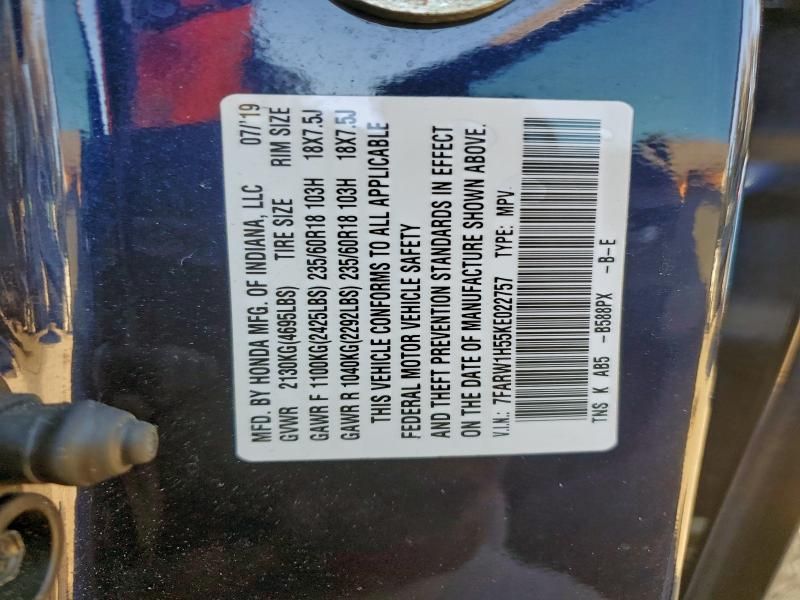 MFD. BY HONDA MFG. OF INDIANA, LLC 07/'19
GVWR 2130KG(4695LBS) TIRE SIZE RIM SIZE
GAWR F 1100KG(2425LBS) 235/60R18 103H 18X7.5J
GAWR R 1040KG(2292LBS) 235/60R18 103H 18X7.5J
THIS VEHICLE CONFORMS TO ALL APPLICABLE
FEDERAL MOTOR VEHICLE SAFETY
AND THEFT PREVENTION STANDARDS IN EFFECT
ON THE DATE OF MANUFACTURE SHOWN ABOVE.
V.I.N.: 7FARW1H55KE022757 TYPE: MPV
TNS K AB5 -B588PX -B-E